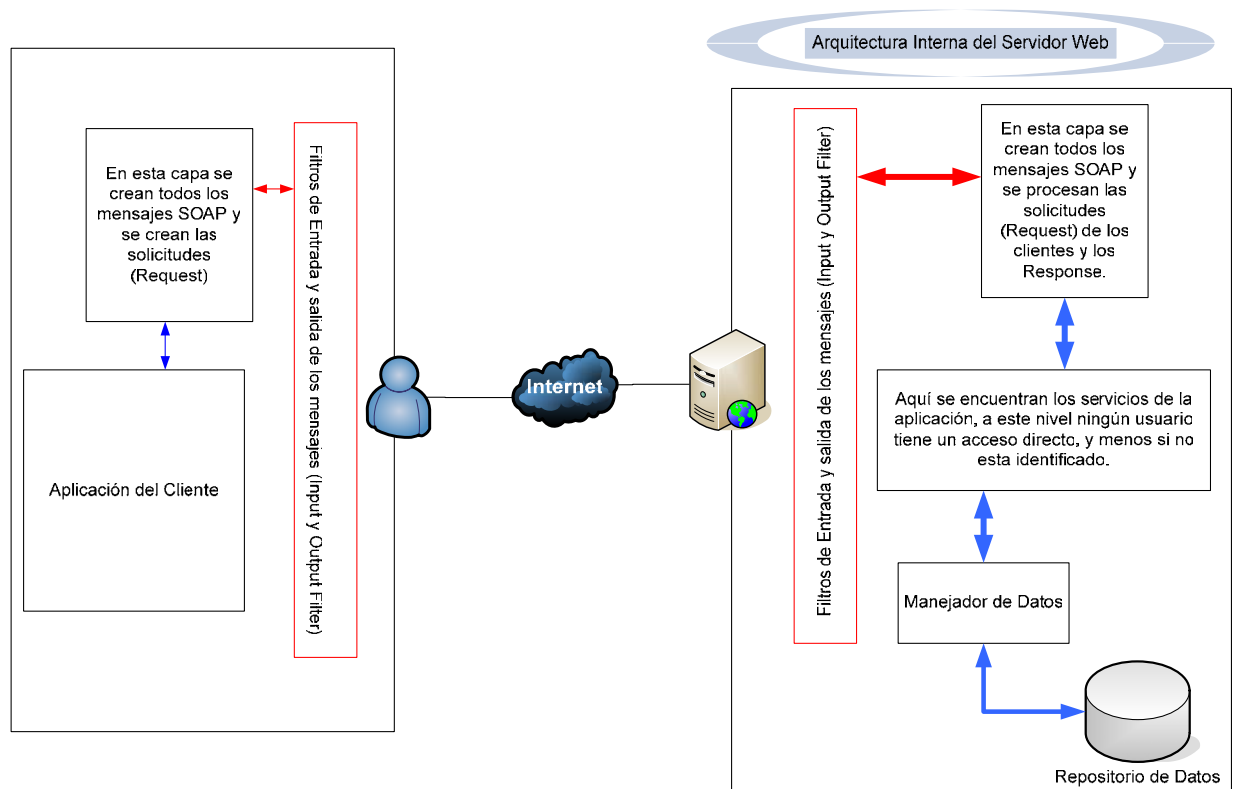 Arquitectura Interna del Servidor Web
En esta capa se
crean todos los
mensajes SOAP y
se crean las
solicitudes
(Request)
Filtros de Entrada y salida de los mensajes (Input y Output Filter)
Aplicación del Cliente
Internet
Filtros de Entrada y salida de los mensajes (Input y Output Filter)
En esta capa se
crean todos los
mensajes SOAP y
se procesan las
solicitudes
(Request) de los
clientes y los
Response.
Aquí se encuentran los servicios de la
aplicación, a este nivel ningún usuario
tiene un acceso directo, y menos si no
esta identificado.
Manejador de Datos
Repositorio de Datos